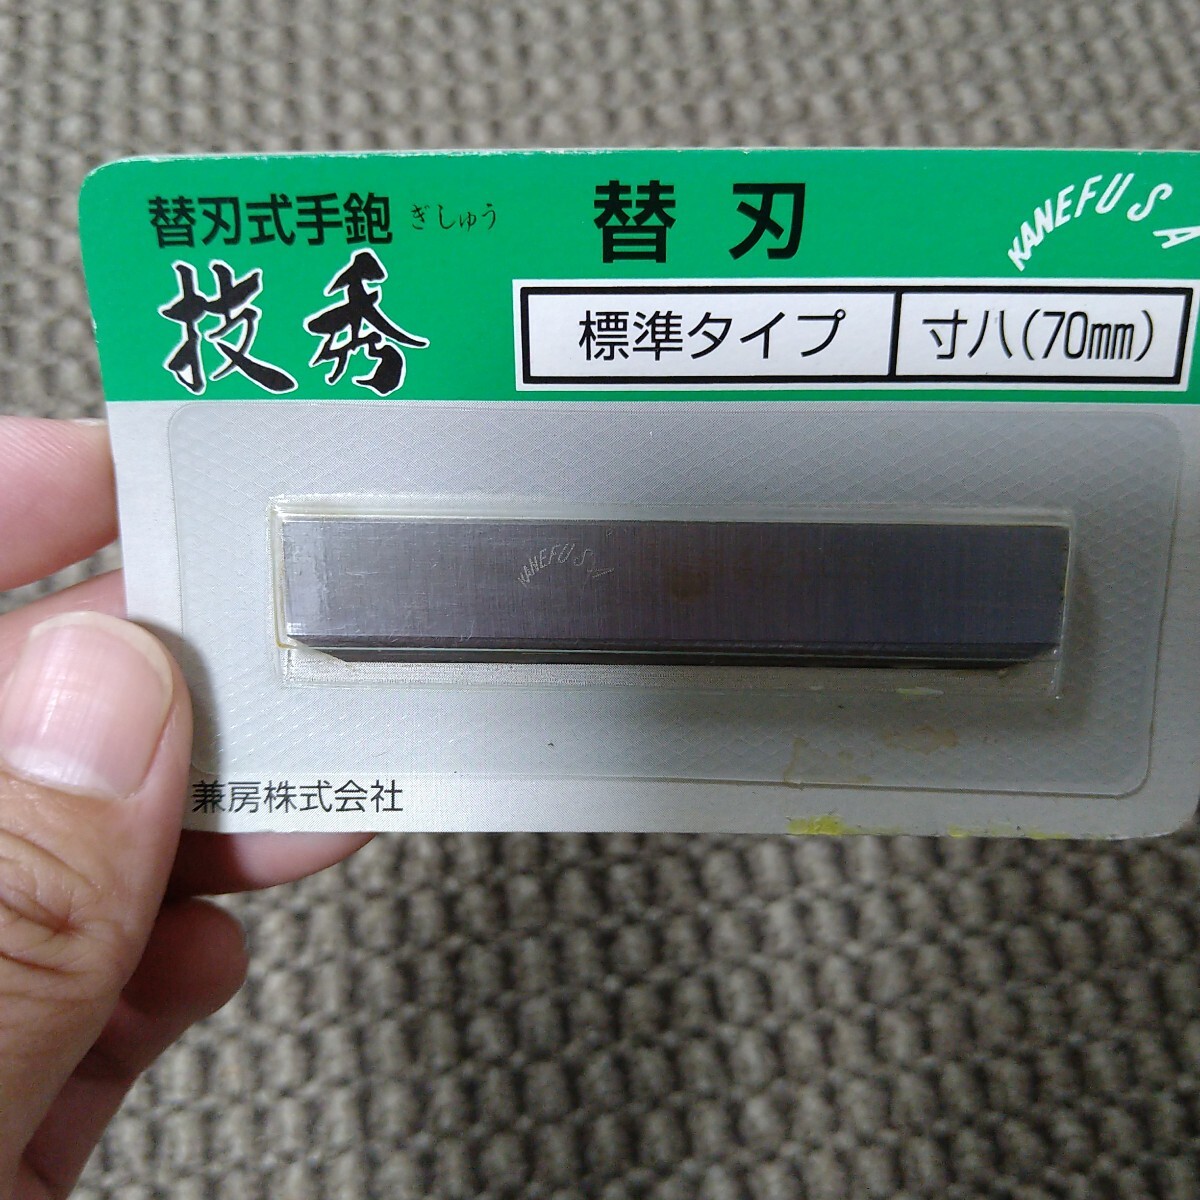 替刃式手鉋 ぎしゅう
技秀
替刃
KANEFUSA
標準タイプ 寸八(70mm)
KANEFUSA
兼房株式会社